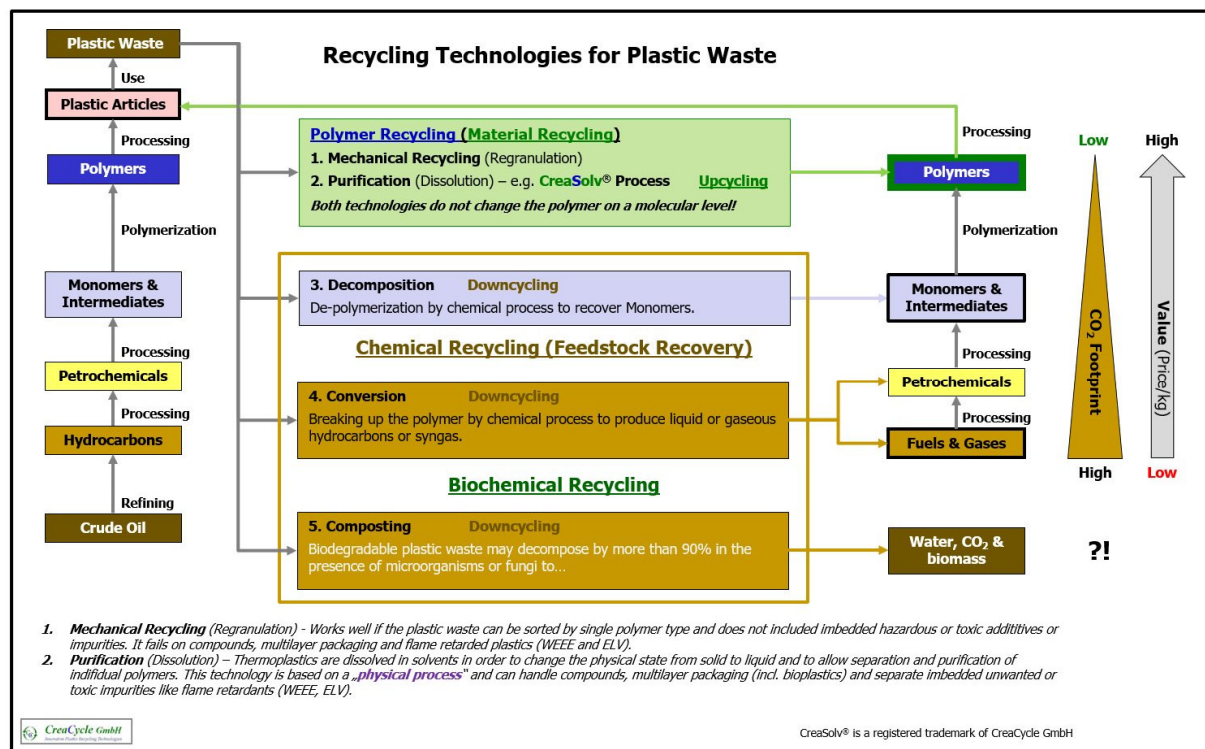 Recycling Technologies for Plastic Waste
Plastic Waste
Use
Plastic Articles
Processing
Polymers
Polymerization
Monomers &
Intermediates
Processing
Petrochemicals
Processing
Hydrocarbons
Refining
Crude Oil
Polymer Recycling (Material Recycling)
1. Mechanical Recycling (Regranulation)
2. Purification (Dissolution) – e.g. CreaSolv® Process Upcycling
Both technologies do not change the polymer on a molecular level!
3. Decomposition Downcycling
De-polymerization by chemical process to recover Monomers.
Chemical Recycling (Feedstock Recovery)
4. Conversion Downcycling
Breaking up the polymer by chemical process to produce liquid or gaseous
hydrocarbons or syngas.
Biochemical Recycling
5. Composting Downcycling
Biodegradable plastic waste may decompose by more than 90% in the
presence of microorganisms or fungi to…
Processing
Polymers
Polymerization
Monomers &
Intermediates
Processing
Petrochemicals
Processing
Fuels & Gases
Water, CO₂ &
biomass
Low
CO₂ Footprint
High
High
Value (Price/kg)
Low
?!
1. Mechanical Recycling (Regranulation) - Works well if the plastic waste can be sorted by single polymer type and does not included imbedded hazardous or toxic addititives or
impurities. It fails on compounds, multilayer packaging and flame retarded plastics (WEEE and ELV).
2. Purification (Dissolution) – Thermoplastics are dissolved in solvents in order to change the physical state from solid to liquid and to allow separation and purification of
indifidual polymers. This technology is based on a „physical process“ and can handle compounds, multilayer packaging (incl. bioplastics) and separate imbedded unwanted or
toxic impurities like flame retardants (WEEE, ELV).
CreaCycle GmbH
Innovative Plastic Recycling Technologies
CreaSolv® is a registered trademark of CreaCycle GmbH